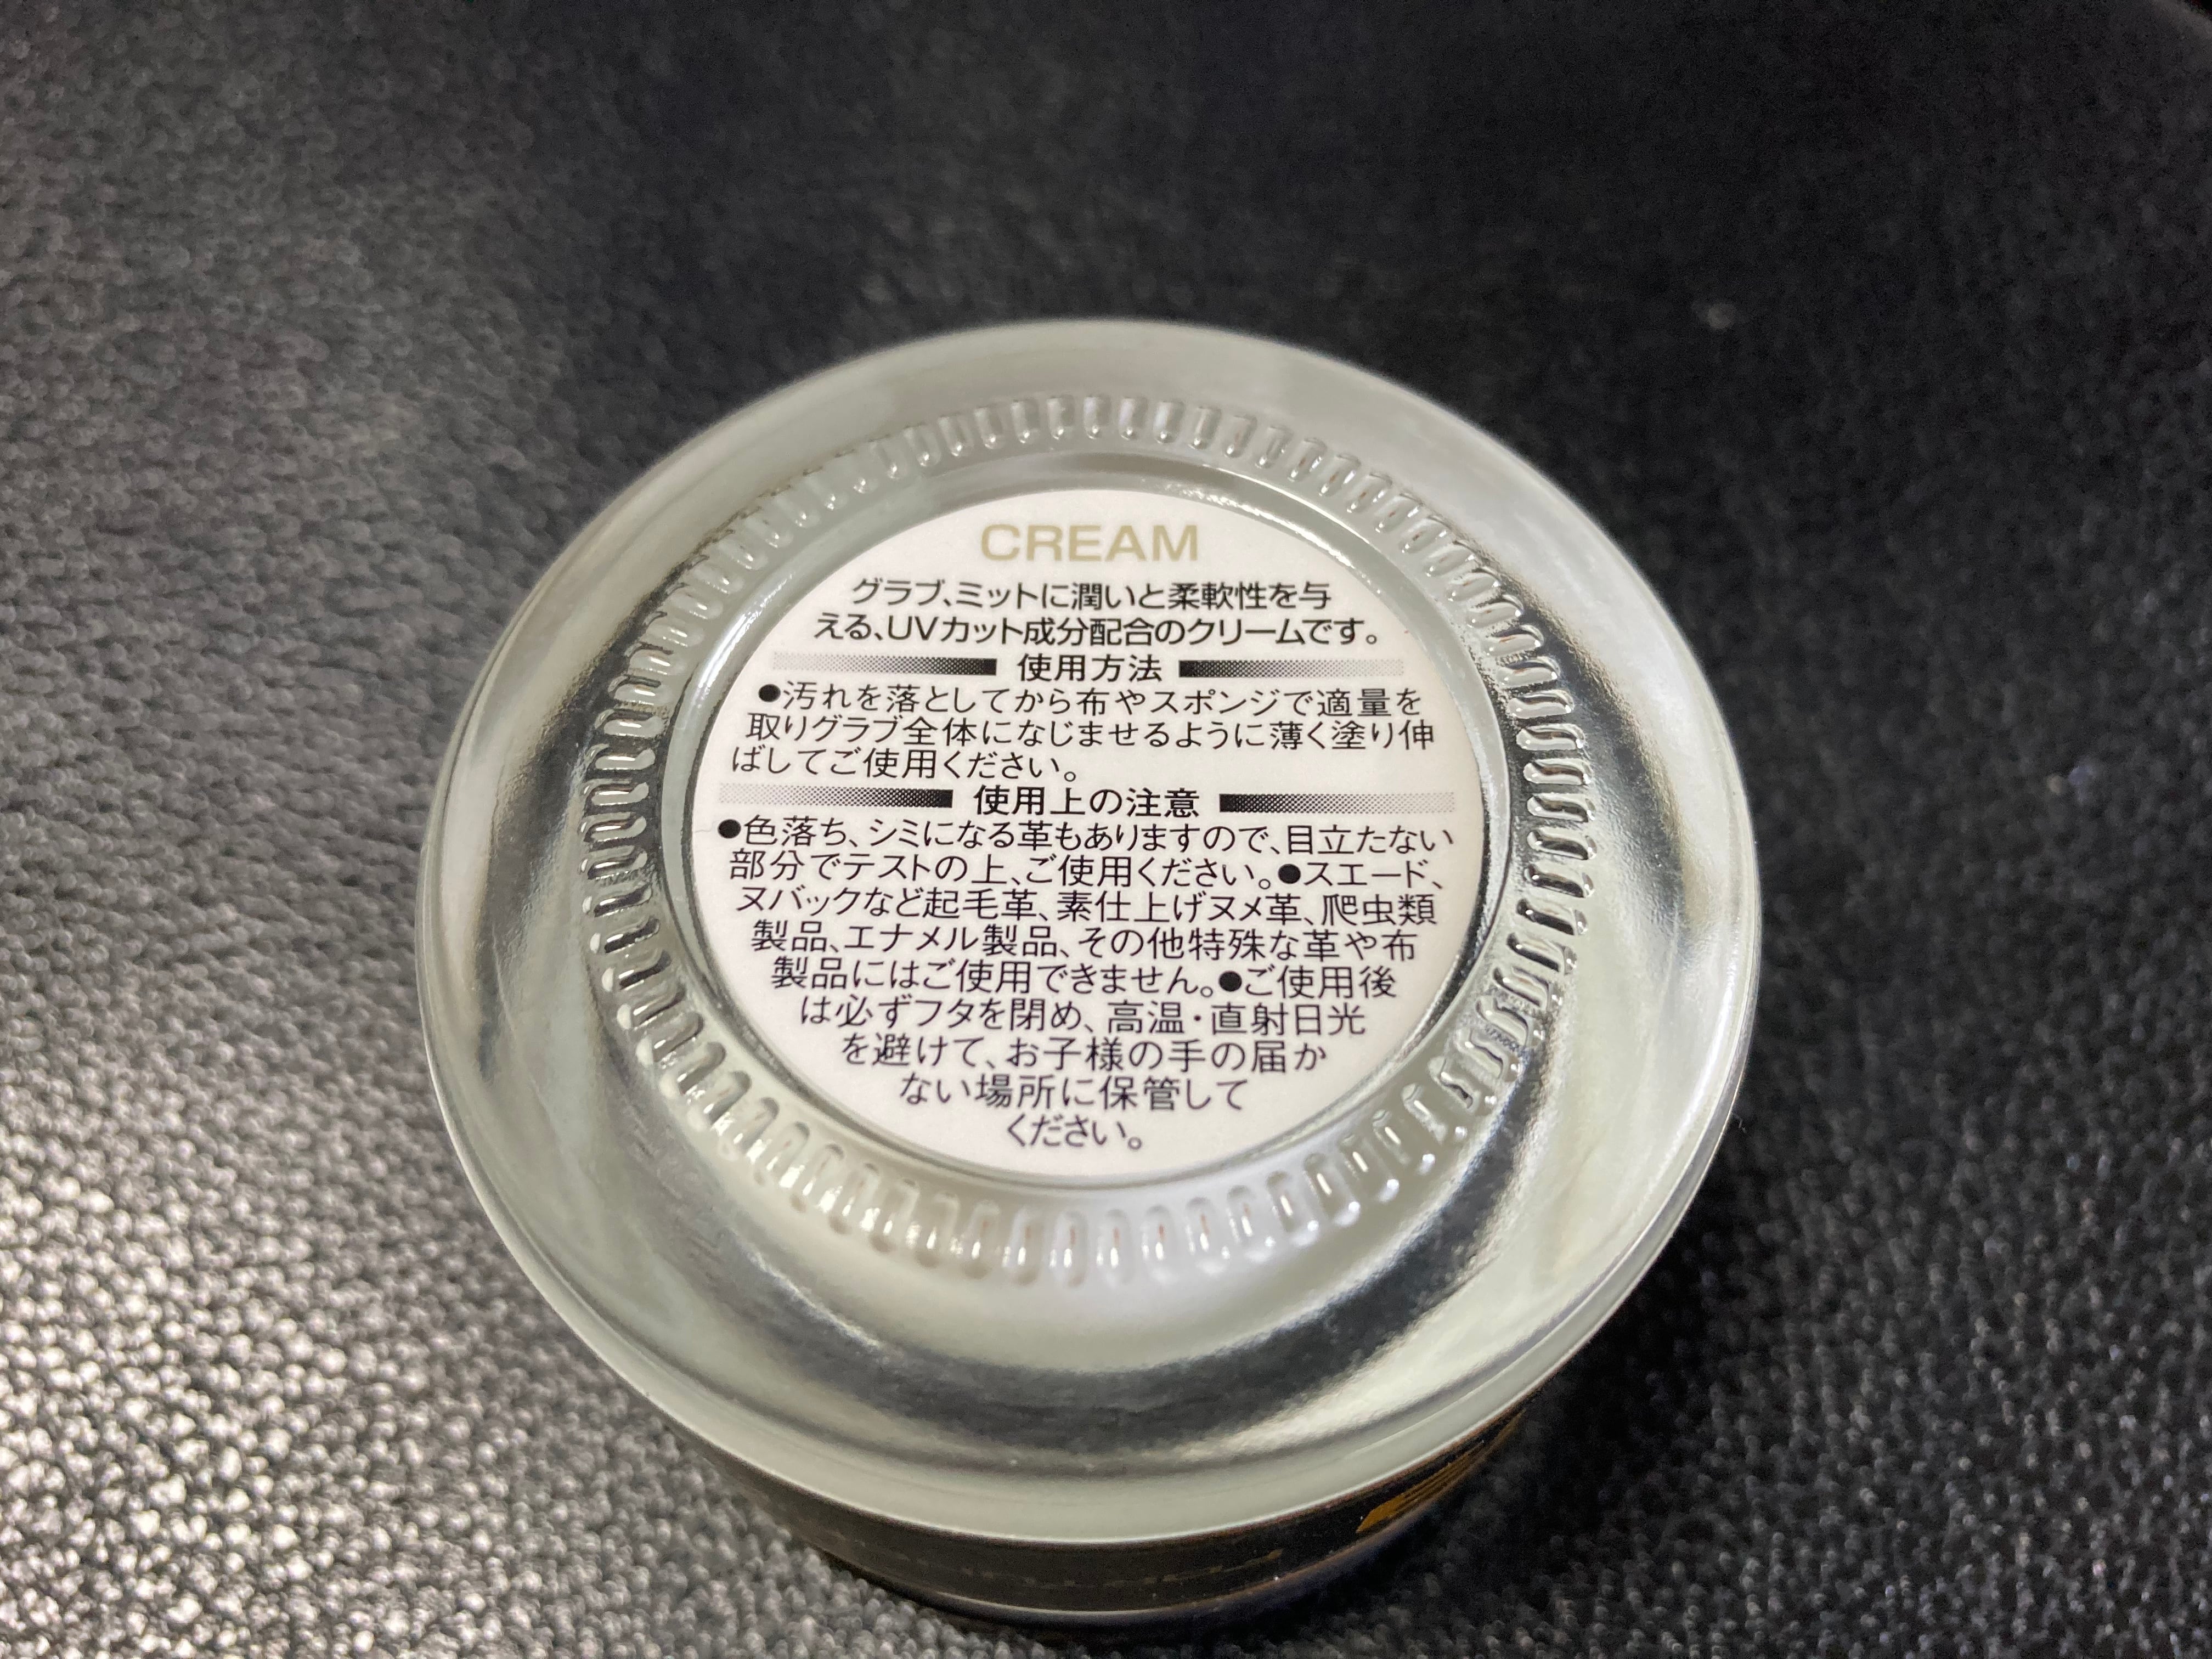 CREAM
グラブ、ミットに潤いと柔軟性を与
える、UVカット成分配合のクリームです。
使用方法
●汚れを落としてから布やスポンジで適量を
取りグラブ全体になじませるように薄く塗り伸
ばしてご使用ください。
使用上の注意
●色落ち、シミになる革もありますので、目立たない
部分でテストの上、ご使用ください。●スエード、
ヌバックなど起毛革、素仕上げヌメ革、爬虫類
製品、エナメル製品、その他特殊な革や布
製品にはご使用できません。●ご使用後
は必ずフタを閉め、高温・直射日光
を避けて、お子様の手の届か
ない場所に保管して
ください。